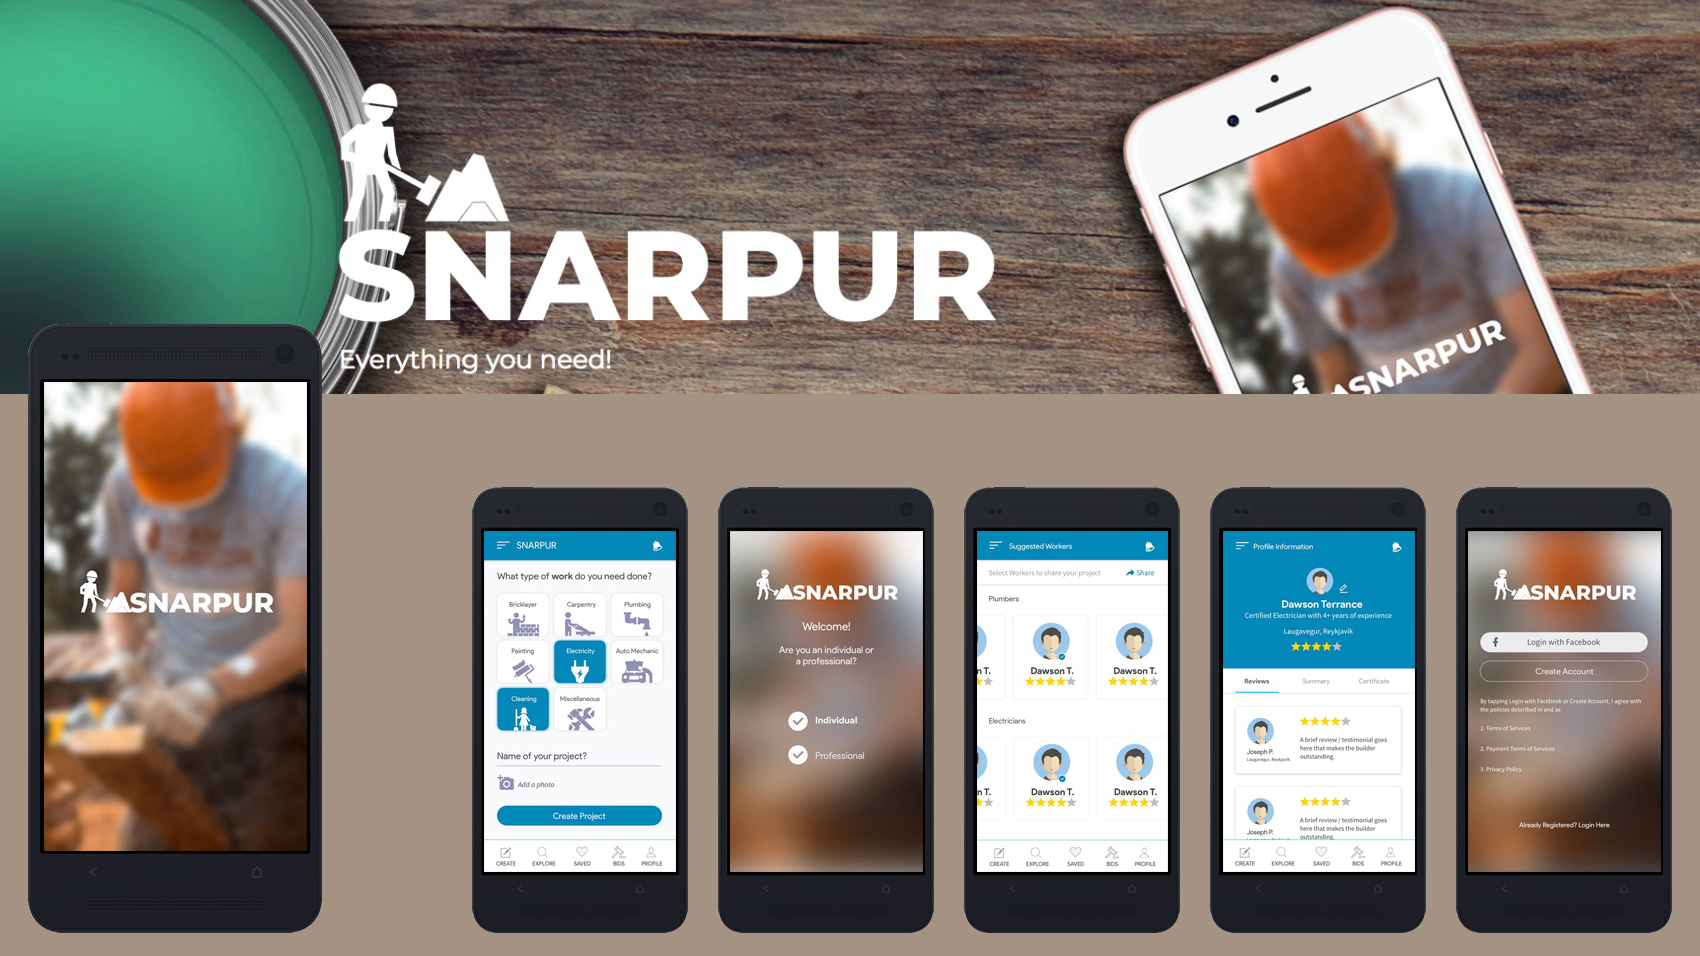 SNARPUR
Everything you need!
SNARPUR
SNARPUR
SNARPUR
What type of work do you need done?
Bricklayer
Carpentry
Plumbing
Painting
Electricity
Auto Mechanic
Cleaning
Miscellaneous
Name of your project?
Add a photo
Create Project
CREATE
EXPLORE
SAVED
BIDS
PROFILE
SNARPUR
Welcome!
Are you an individual or
a professional?
Individual
Professional
Suggested Workers
Select Workers to share your project
Share
Plumbers
n T.
Dawson T.
Dawson T.
Electricians
n T.
Dawson T.
Dawson T.
CREATE
EXPLORE
SAVED
BIDS
PROFILE
Profile Information
Dawson Terrance
Certified Electrician with 4+ years of experience
Laugavegur, Reykjavik
Reviews
Summary
Certificate
Joseph P.
Laugavegur, Reykjavik
A brief review / testimonial goes
here that makes the builder
outstanding.
Joseph P.
A brief review / testimonial goes
here that makes the builder
outstanding.
CREATE
EXPLORE
SAVED
BIDS
PROFILE
SNARPUR
f Login with Facebook
Create Account
By tapping Login with Facebook or Create Account, I agree with
the policies described in and as
1. Terms of Services
2. Payment Terms of Services
3. Privacy Policy
Already Registered? Login Here